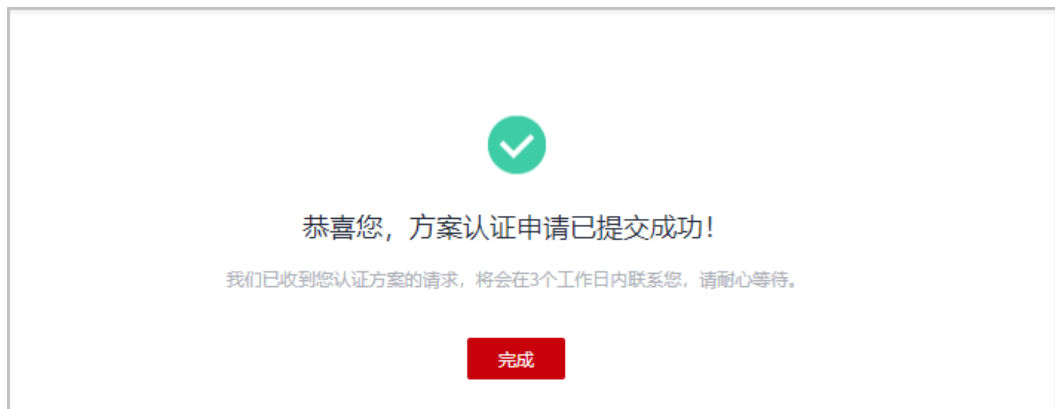 恭喜您，方案认证申请已提交成功！
我们已收到您认证方案的请求，将会在3个工作日内联系您，请耐心等待。
完成